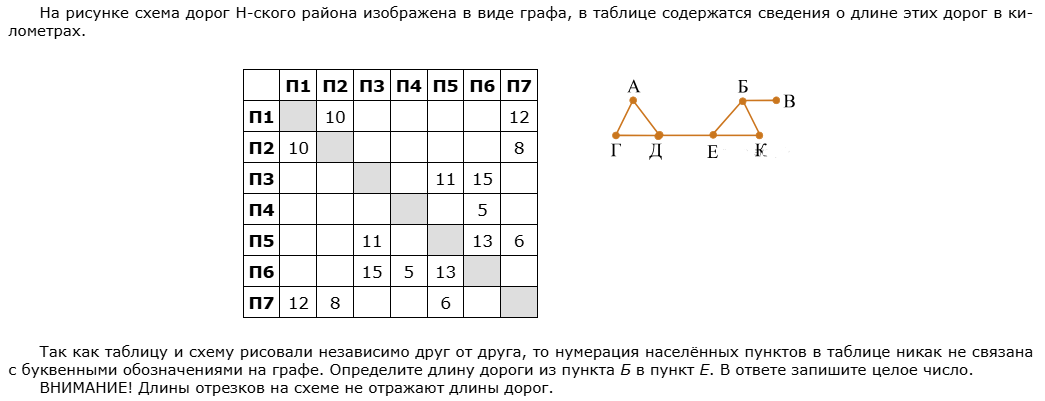 На рисунке схема дорог Н-ского района изображена в виде графа, в таблице содержатся сведения о длине этих дорог в ки-
лометрах.
П1 П2 П3 П4 П5 П6 П7
П1 10 12
П2 10 8
П3 11 15
П4 5
П5 11 13 6
П6 15 5 13
П7 12 8 6
А Б В
Г Д Е К
Так как таблицу и схему рисовали независимо друг от друга, то нумерация населённых пунктов в таблице никак не связана
с буквенными обозначениями на графе. Определите длину дороги из пункта Б в пункт Е. В ответе запишите целое число.
ВНИМАНИЕ! Длины отрезков на схеме не отражают длины дорог.